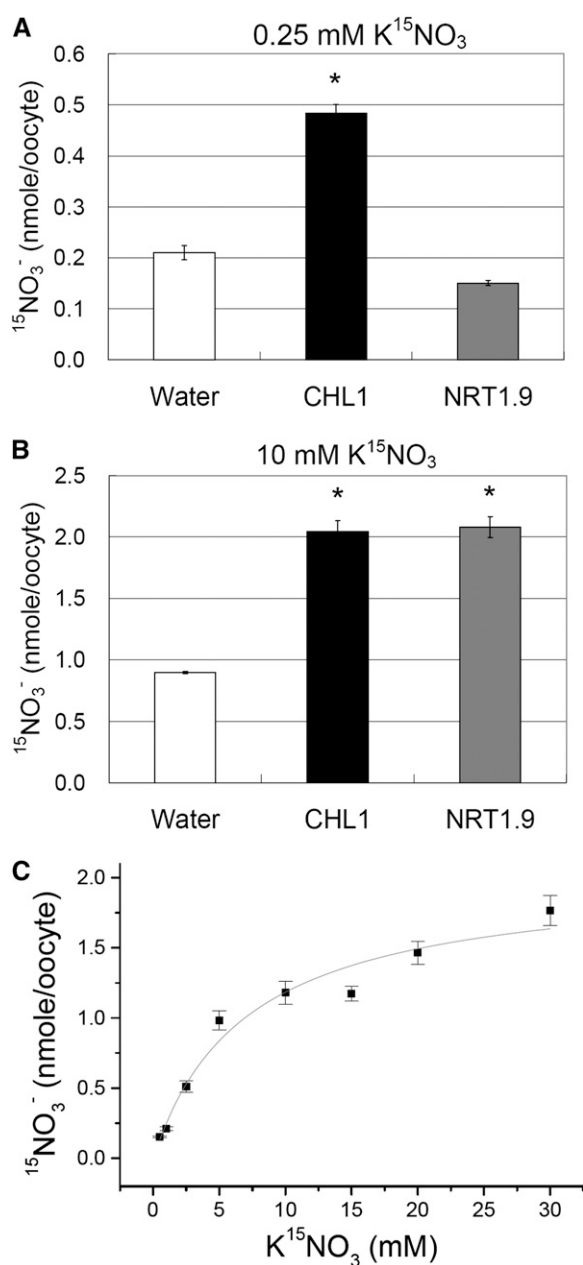 A
0.25 mM K¹⁵NO₃
¹⁵NO₃⁻ (nmole/oocyte)
0.6
0.5
0.4
0.3
0.2
0.1
0.0
*
Water CHL1 NRT1.9
B
10 mM K¹⁵NO₃
¹⁵NO₃⁻ (nmole/oocyte)
2.5
2.0
1.5
1.0
0.5
0.0
* *
Water CHL1 NRT1.9
C
¹⁵NO₃⁻ (nmole/oocyte)
2.0
1.5
1.0
0.5
0.0
0 5 10 15 20 25 30
K¹⁵NO₃ (mM)